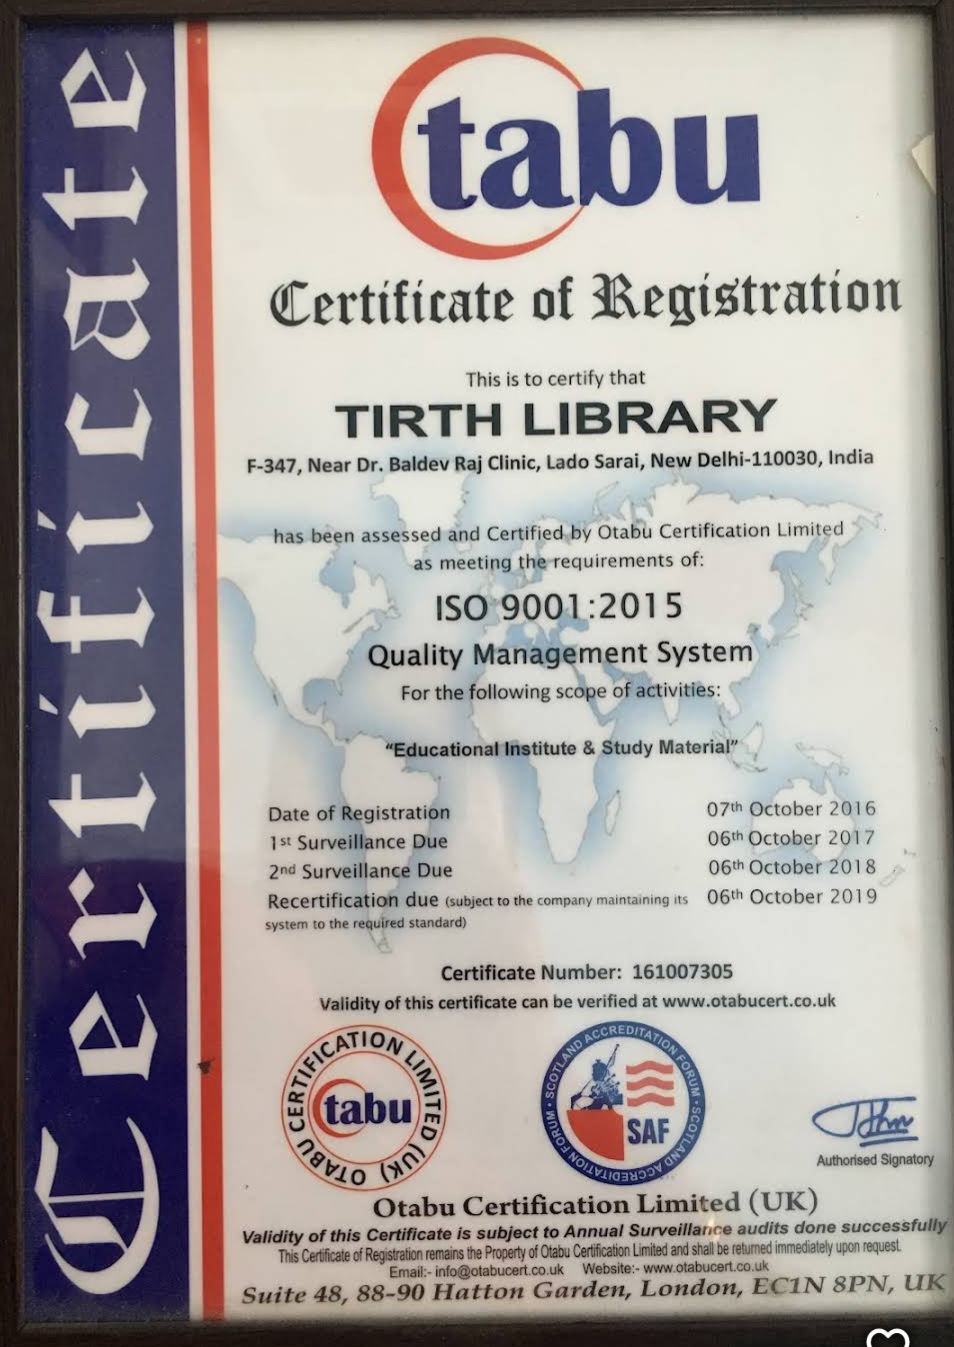 Certificate
Otabu
Certificate of Registration
This is to certify that
TIRTH LIBRARY
F-347, Near Dr. Baldev Raj Clinic, Lado Sarai, New Delhi-110030, India
has been assessed and Certified by Otabu Certification Limited
as meeting the requirements of:
ISO 9001:2015
Quality Management System
For the following scope of activities:
“Educational Institute & Study Material”
Date of Registration 07th October 2016
1st Surveillance Due 06th October 2017
2nd Surveillance Due 06th October 2018
Recertification due (subject to the company maintaining its 06th October 2019
system to the required standard)
Certificate Number: 161007305
Validity of this certificate can be verified at www.otabucert.co.uk
OTABU CERTIFICATION LIMITED (UK)
Otabu
SCOTLAND ACCREDITATION FORUM • SCOTLAND ACCREDITATION FORUM •
SAF
Authorised Signatory
Otabu Certification Limited (UK)
Validity of this Certificate is subject to Annual Surveillance audits done successfully
This Certificate of Registration remains the Property of Otabu Certification Limited and shall be returned immediately upon request.
Email:- info@otabucert.co.uk Website:- www.otabucert.co.uk
Suite 48, 88-90 Hatton Garden, London, EC1N 8PN, UK